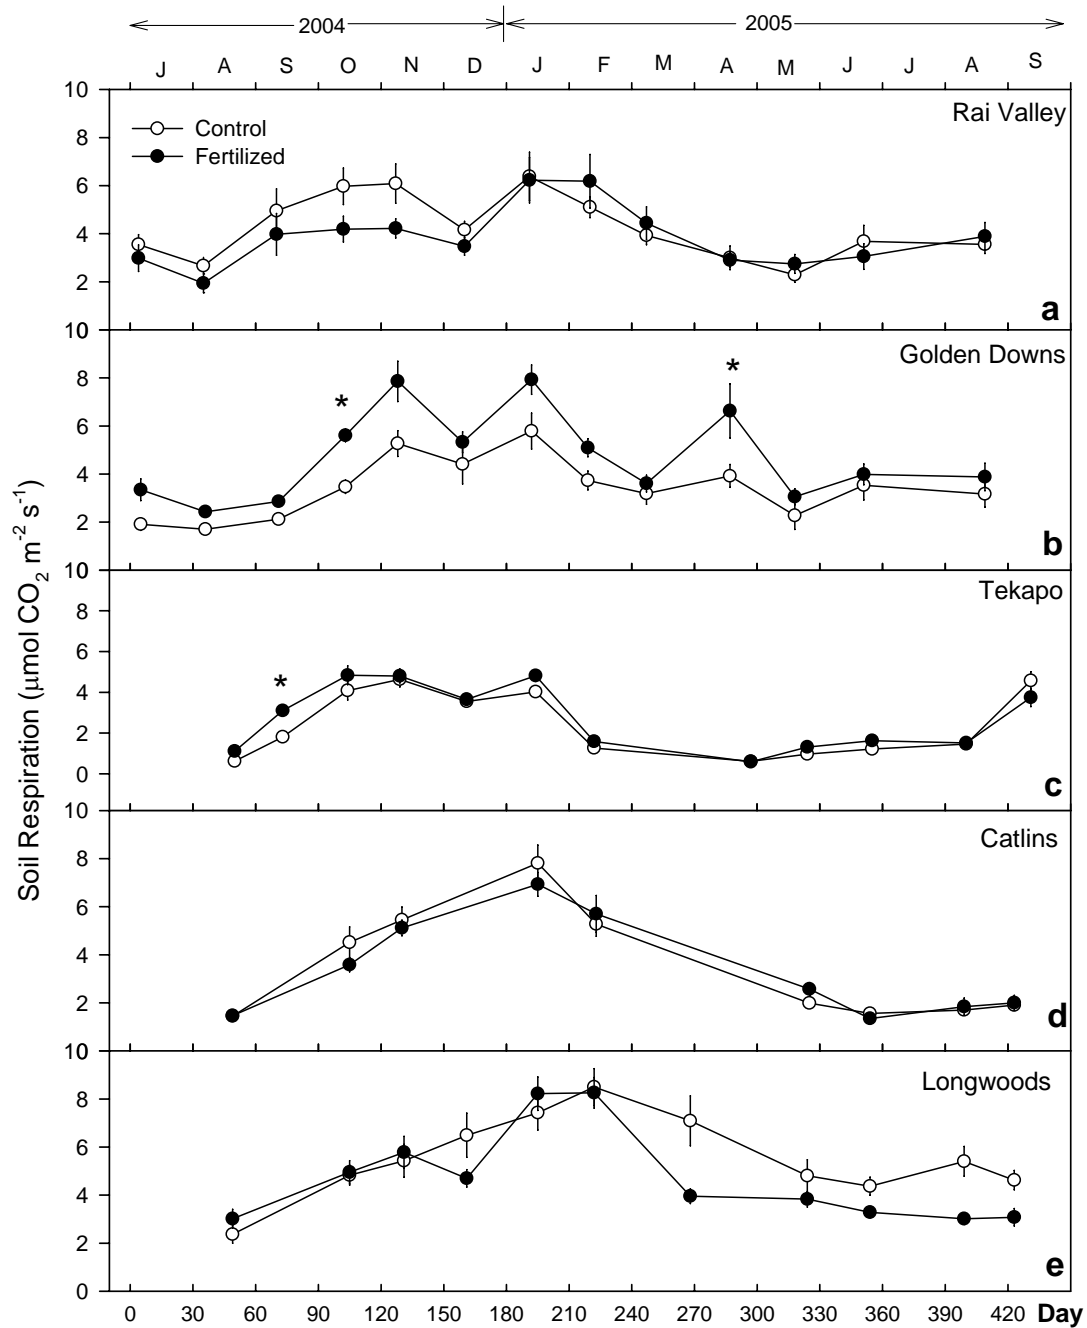 2004 2005
J A S O N D J F M A M J J A S
10
Rai Valley
Control
8
Fertilized
6
4
2
a
10
Golden Downs
8
*
*
6
4
2
b
10
Tekapo
8
6
*
4
2
0
c
10
Catlins
8
6
4
2
d
10
Longwoods
8
6
4
2
e
0
0 30 60 90 120 150 180 210 240 270 300 330 360 390 420 Day
Soil Respiration (μmol CO₂ m⁻² s⁻¹)